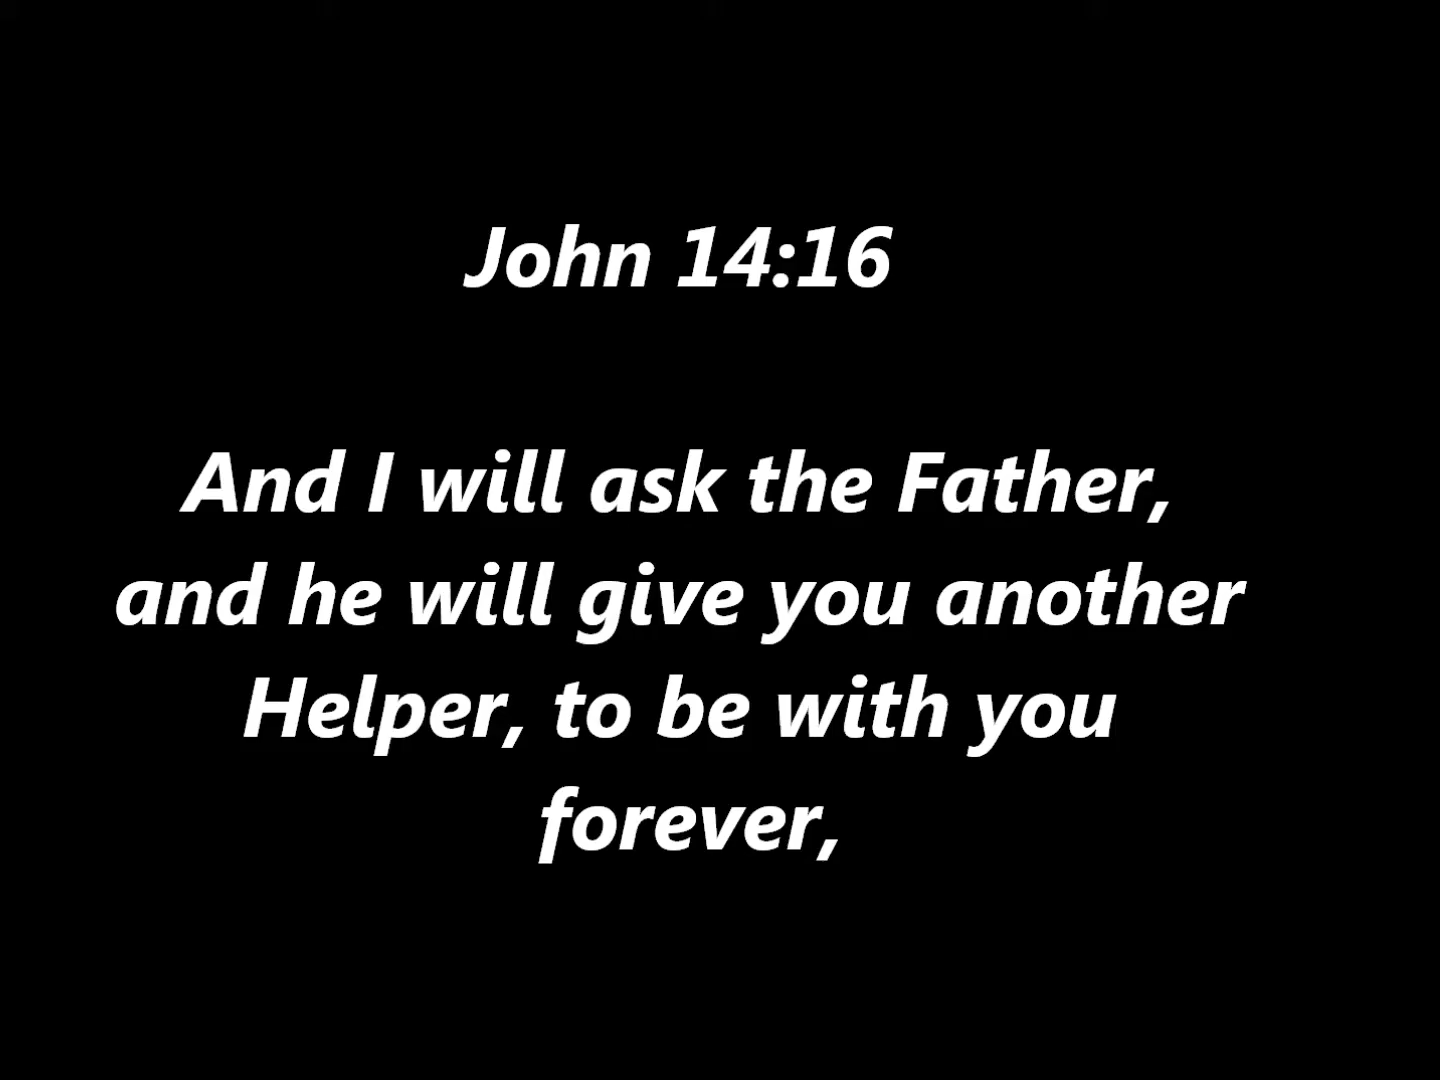 John 14:16
And I will ask the Father,
and he will give you another
Helper, to be with you
forever,